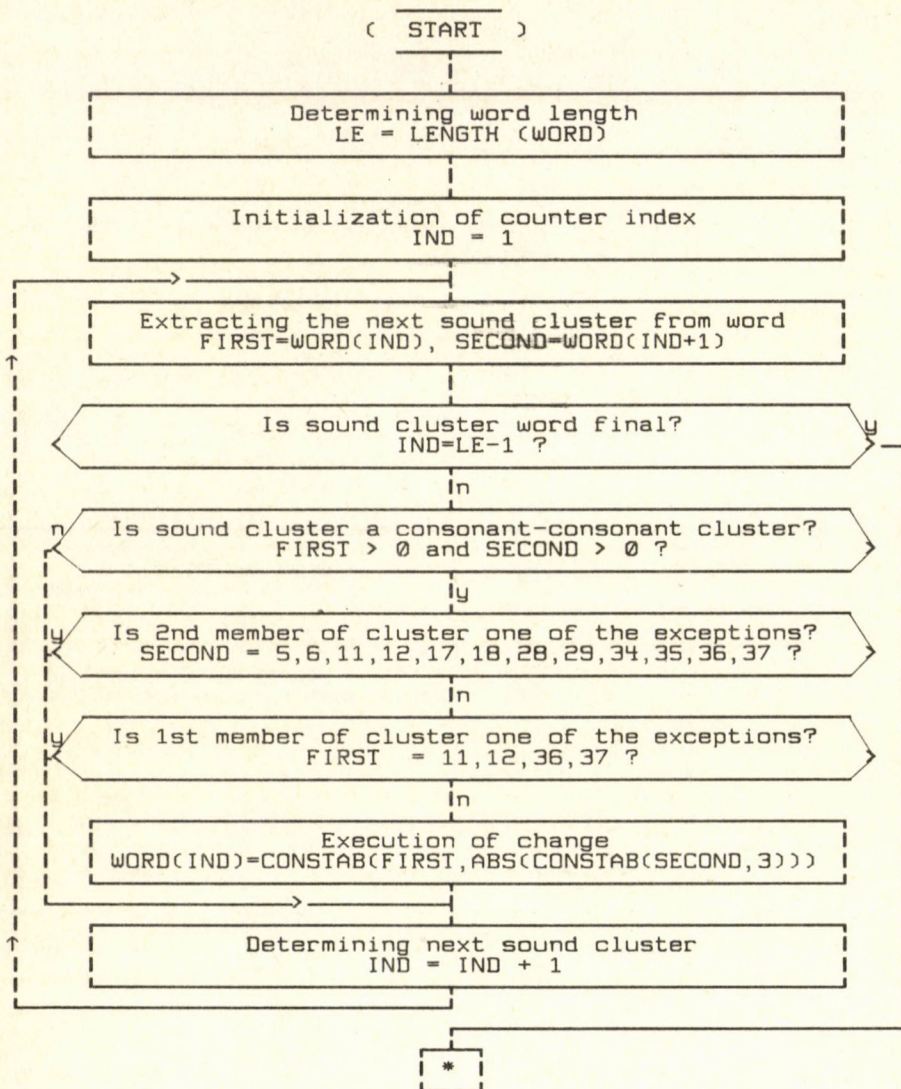 ( START )
Determining word length
LE = LENGTH (WORD)
Initialization of counter index
IND = 1
Extracting the next sound cluster from word
FIRST=WORD(IND), SECOND=WORD(IND+1)
Is sound cluster word final?
y
IND=LE-1 ?
n
n
Is sound cluster a consonant-consonant cluster?
FIRST > 0 and SECOND > 0 ?
y
y
Is 2nd member of cluster one of the exceptions?
SECOND = 5,6,11,12,17,18,28,29,34,35,36,37 ?
n
y
Is 1st member of cluster one of the exceptions?
FIRST = 11,12,36,37 ?
n
Execution of change
WORD(IND)=CONSTAB(FIRST,ABS(CONSTAB(SECOND,3)))
Determining next sound cluster
IND = IND + 1
*